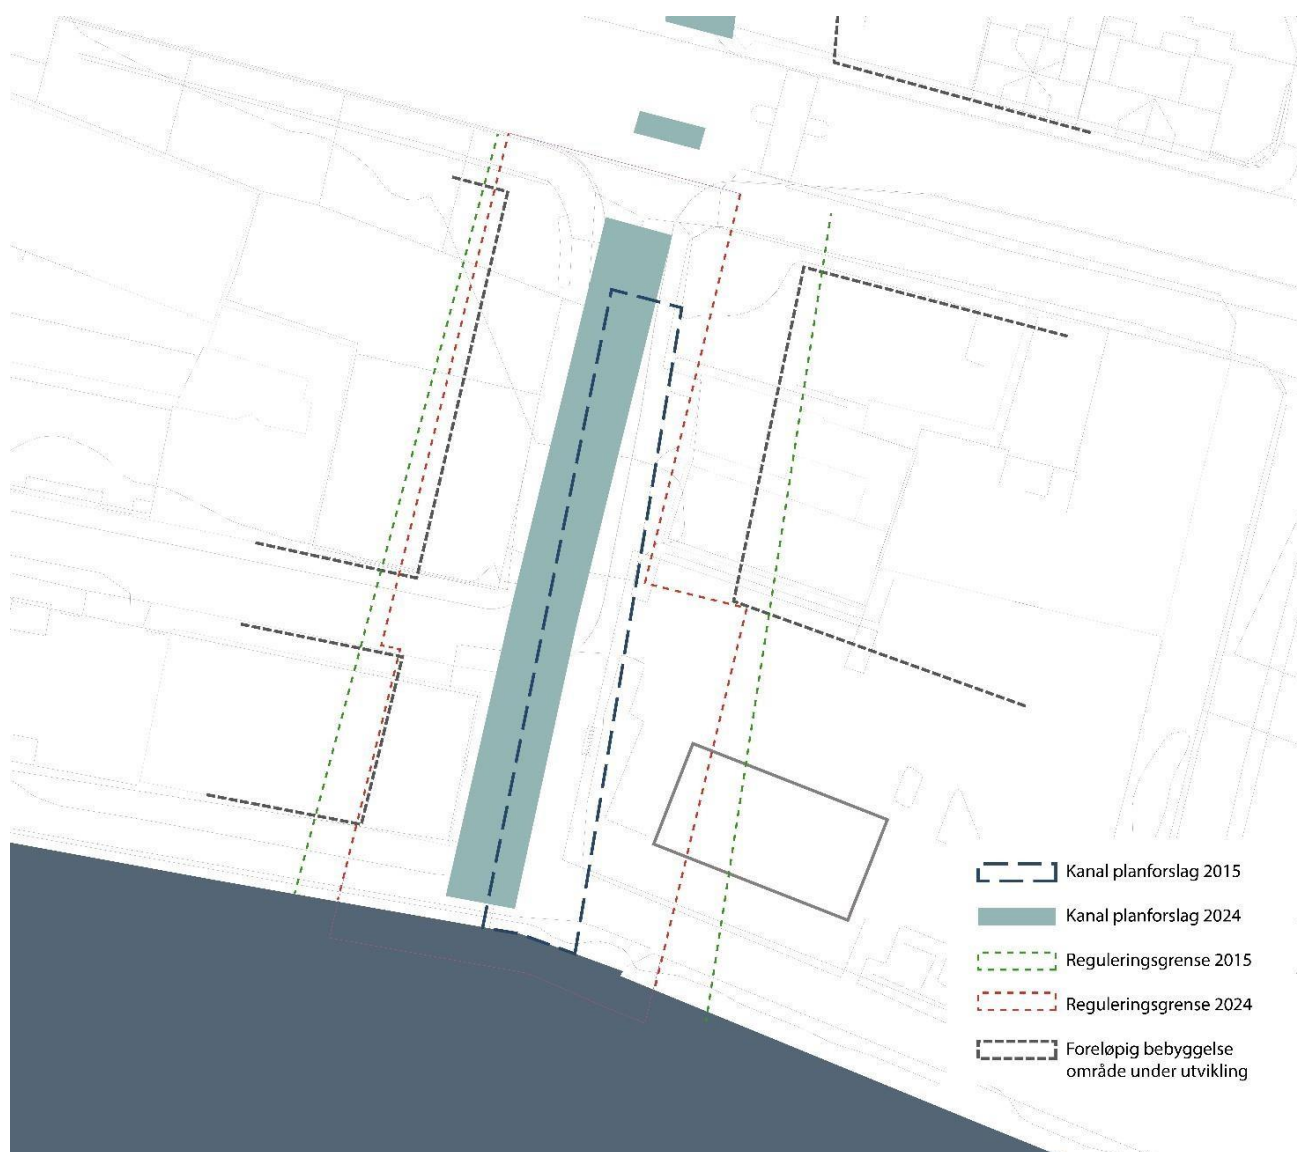 Kanal planforslag 2015
Kanal planforslag 2024
Reguleringsgrense 2015
Reguleringsgrense 2024
Foreløpig bebyggelse
område under utvikling